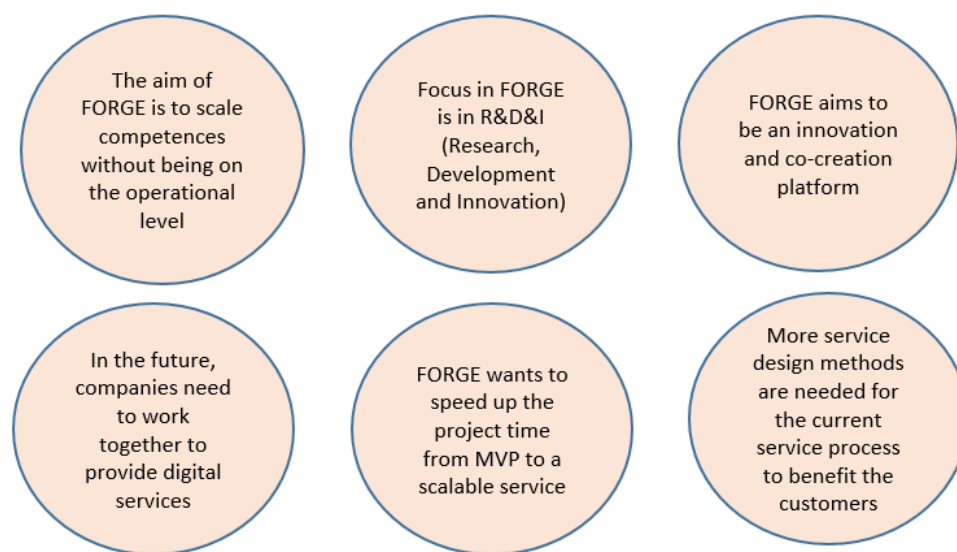 The aim of
FORGE is to scale
competences
without being on
the operational
level
Focus in FORGE
is in R&D&I
(Research,
Development
and Innovation)
FORGE aims to
be an innovation
and co-creation
platform
In the future,
companies need
to work
together to
provide digital
services
FORGE wants to
speed up the
project time
from MVP to a
scalable service
More service
design methods
are needed for
the current
service process
to benefit the
customers